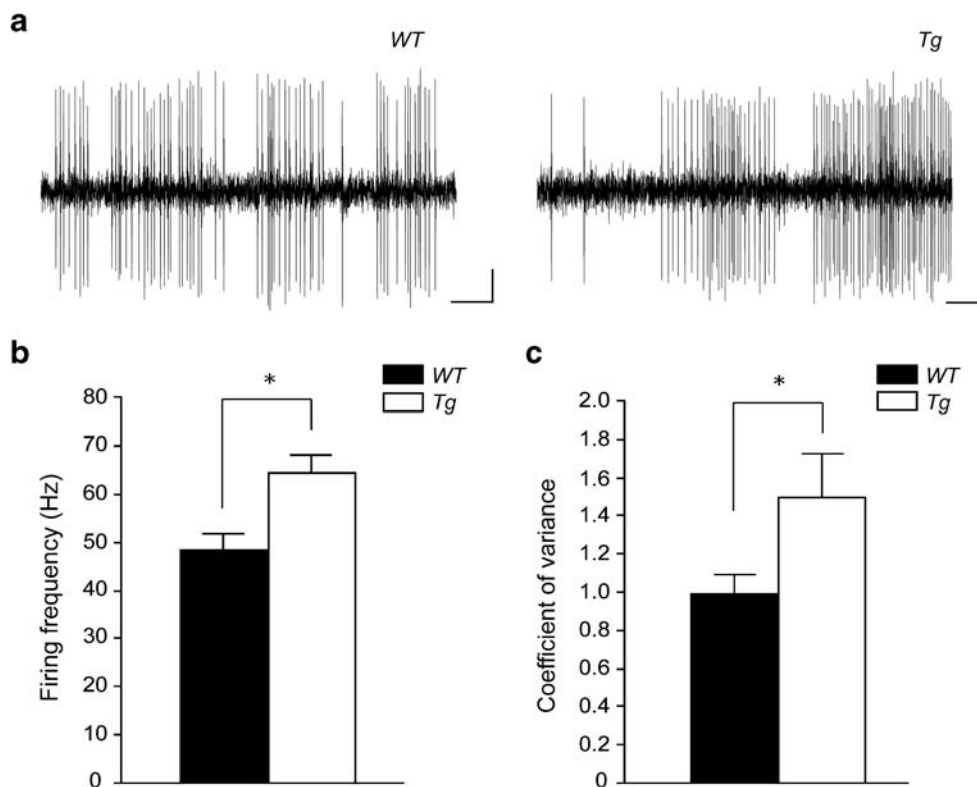 a
WT
Tg
b
WT
Tg
*
80
70
60
50
40
30
20
10
0
Firing frequency (Hz)
c
WT
Tg
*
2.0
1.8
1.6
1.4
1.2
1.0
0.8
0.6
0.4
0.2
0
Coefficient of variance